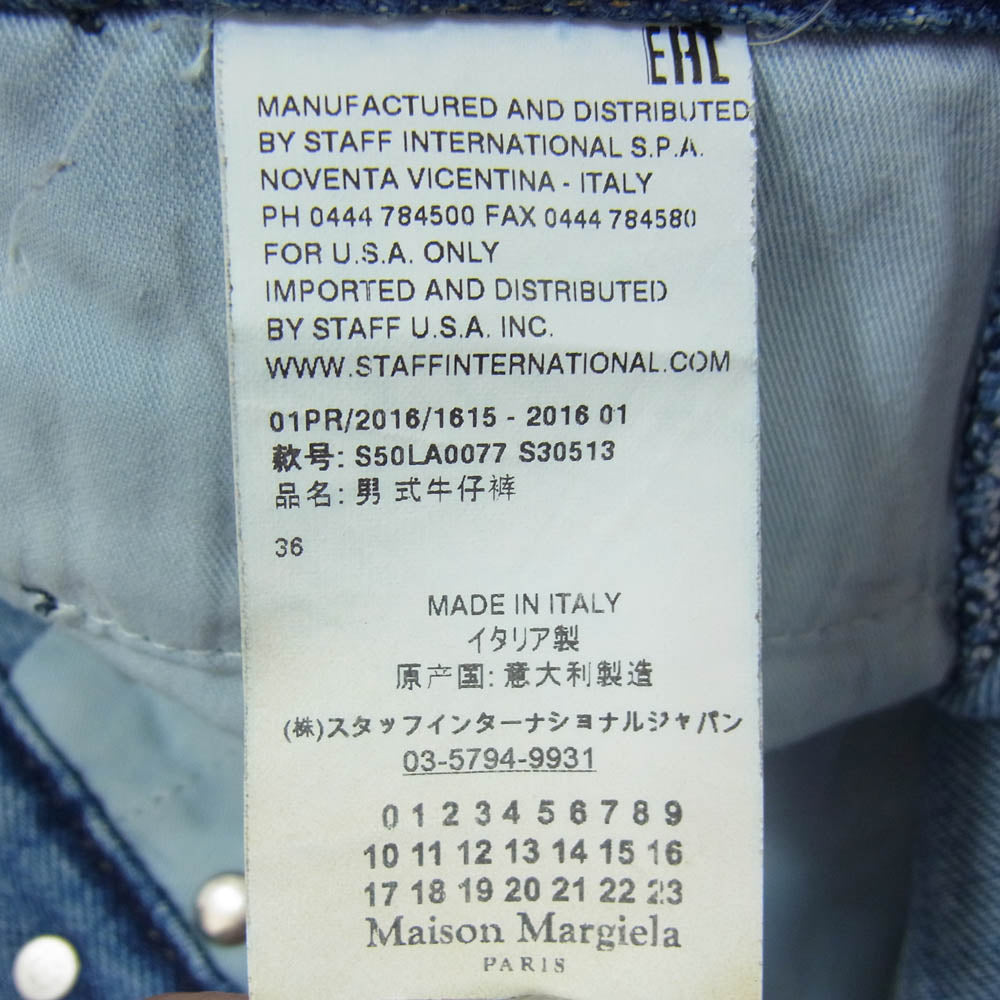 EAC
MANUFACTURED AND DISTRIBUTED
BY STAFF INTERNATIONAL S.P.A.
NOVENTA VICENTINA - ITALY
PH 0444 784500 FAX 0444 784580
FOR U.S.A. ONLY
IMPORTED AND DISTRIBUTED
BY STAFF U.S.A. INC.
WWW.STAFFINTERNATIONAL.COM
01PR/2016/1615 - 2016 01
款号: S50LA0077 S30513
品名: 男 式牛仔裤
36
MADE IN ITALY
イタリア製
原产国: 意大利製造
(株)スタッフインターナショナルジャパン
03-5794-9931
0 1 2 3 4 5 6 7 8 9
10 11 12 13 14 15 16
17 18 19 20 21 22 23
Maison Margiela
PARIS